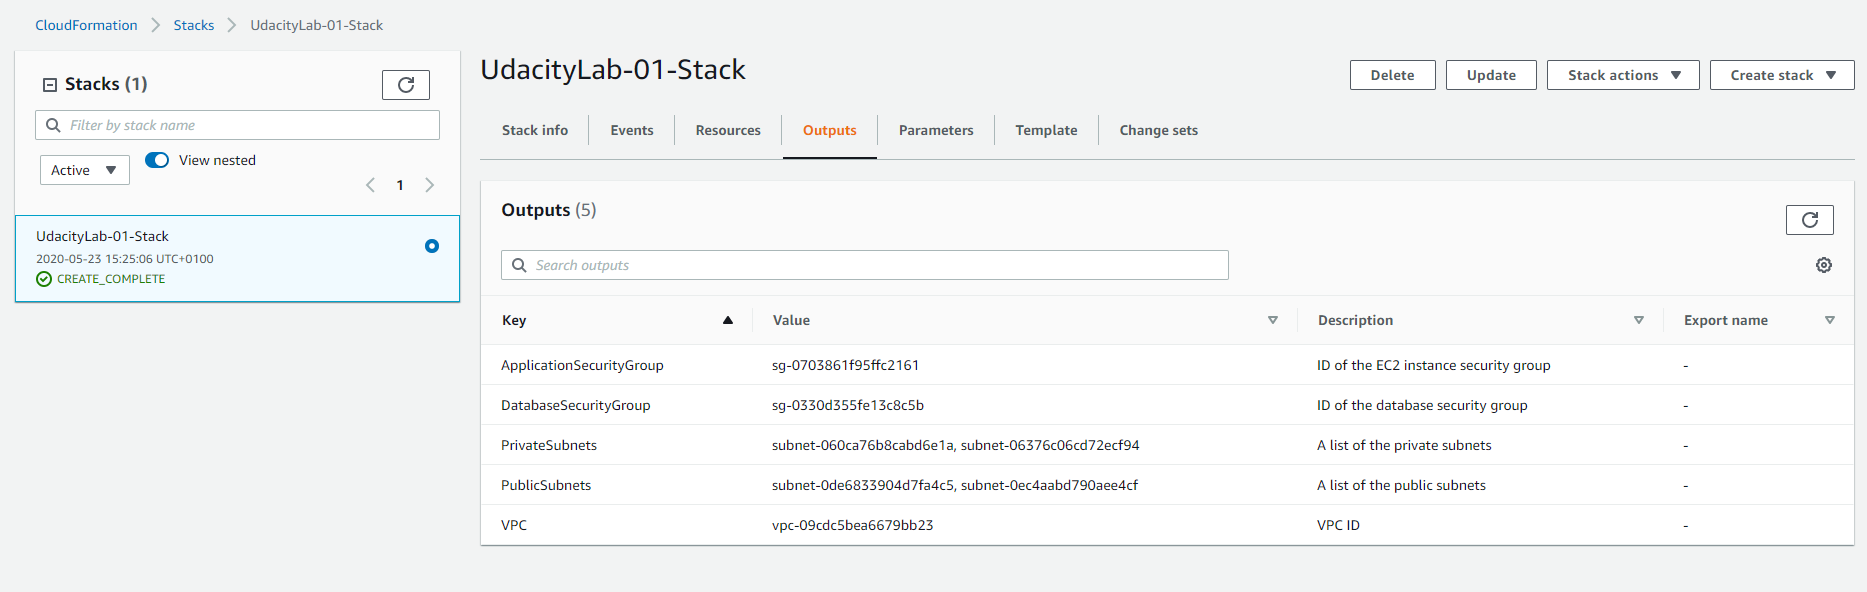 CloudFormation > Stacks > UdacityLab-01-Stack
Stacks (1)
Filter by stack name
Active
View nested
1
UdacityLab-01-Stack
2020-05-23 15:25:06 UTC+0100
CREATE_COMPLETE
UdacityLab-01-Stack
Delete Update Stack actions Create stack
Stack info Events Resources Outputs Parameters Template Change sets
Outputs (5)
Search outputs
Key Value Description Export name
ApplicationSecurityGroup sg-0703861f95ffc2161 ID of the EC2 instance security group -
DatabaseSecurityGroup sg-0330d355fe13c8c5b ID of the database security group -
PrivateSubnets subnet-060ca76b8cabd6e1a, subnet-06376c06cd72ecf94 A list of the private subnets -
PublicSubnets subnet-0de6833904d7fa4c5, subnet-0ec4aabd790aee4cf A list of the public subnets -
VPC vpc-09cdc5bea6679bb23 VPC ID -